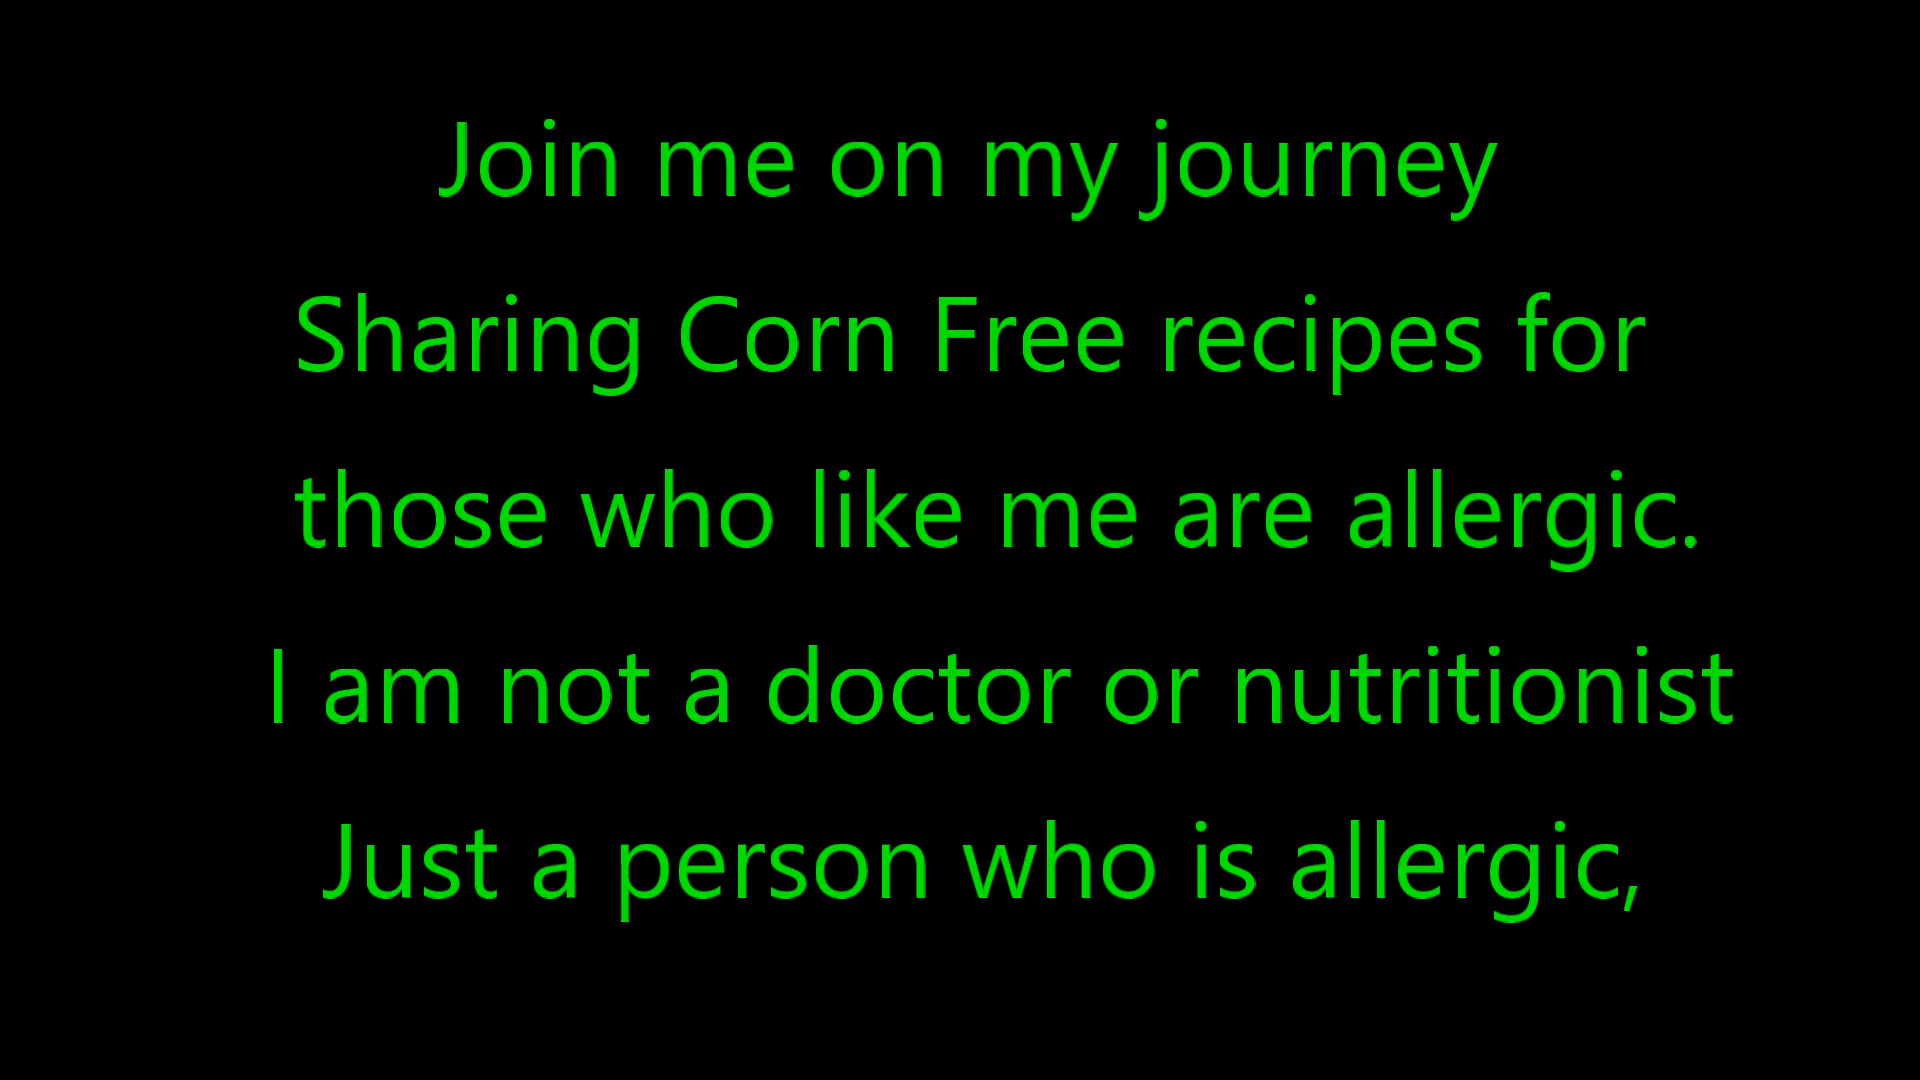 Join me on my journey
Sharing Corn Free recipes for
those who like me are allergic.
I am not a doctor or nutritionist
Just a person who is allergic,